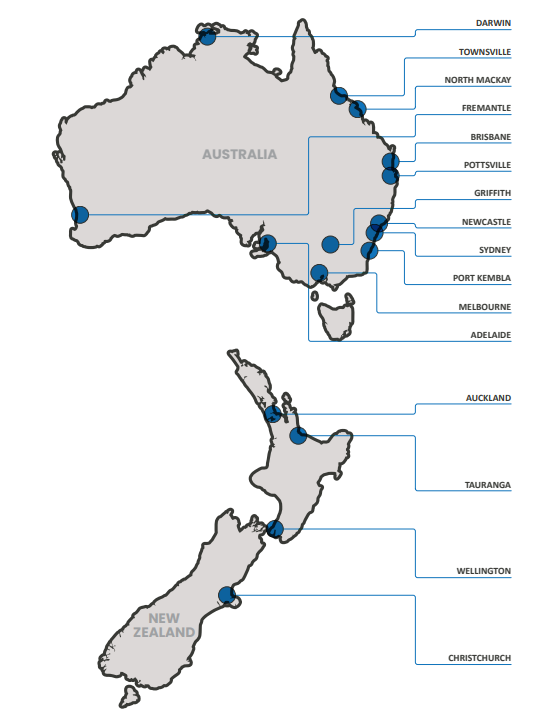 DARWIN
TOWNSVILLE
NORTH MACKAY
FREMANTLE
BRISBANE
AUSTRALIA
POTTSVILLE
GRIFFITH
NEWCASTLE
SYDNEY
PORT KEMBLA
MELBOURNE
ADELAIDE
AUCKLAND
TAURANGA
WELLINGTON
NEW
ZEALAND
CHRISTCHURCH